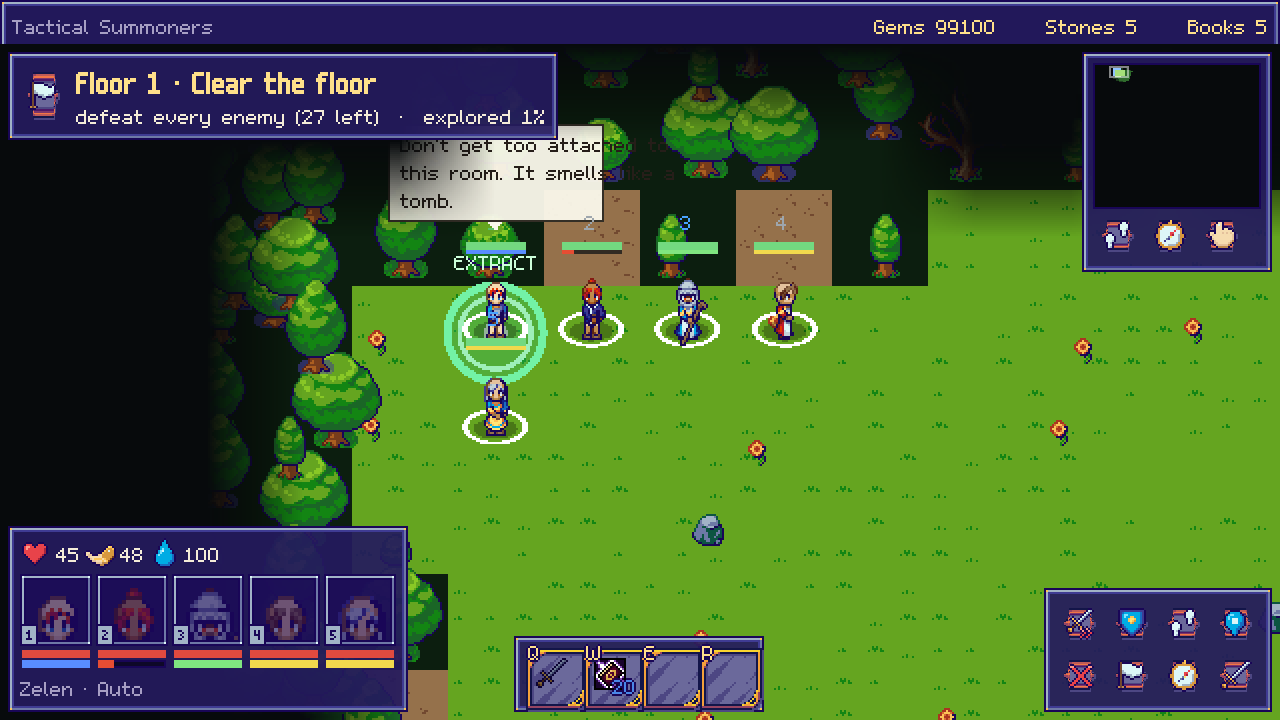 Tactical Summoners
Gems 99100
Stones 5
Books 5
Floor 1 · Clear the floor
defeat every enemy (27 left) · explored 1%
Don't get too attached to
this room. It smells like a
tomb.
2
3
4
EXTRACT
45
48
100
1
2
3
4
5
Zelen · Auto
Q
W
E
R
20